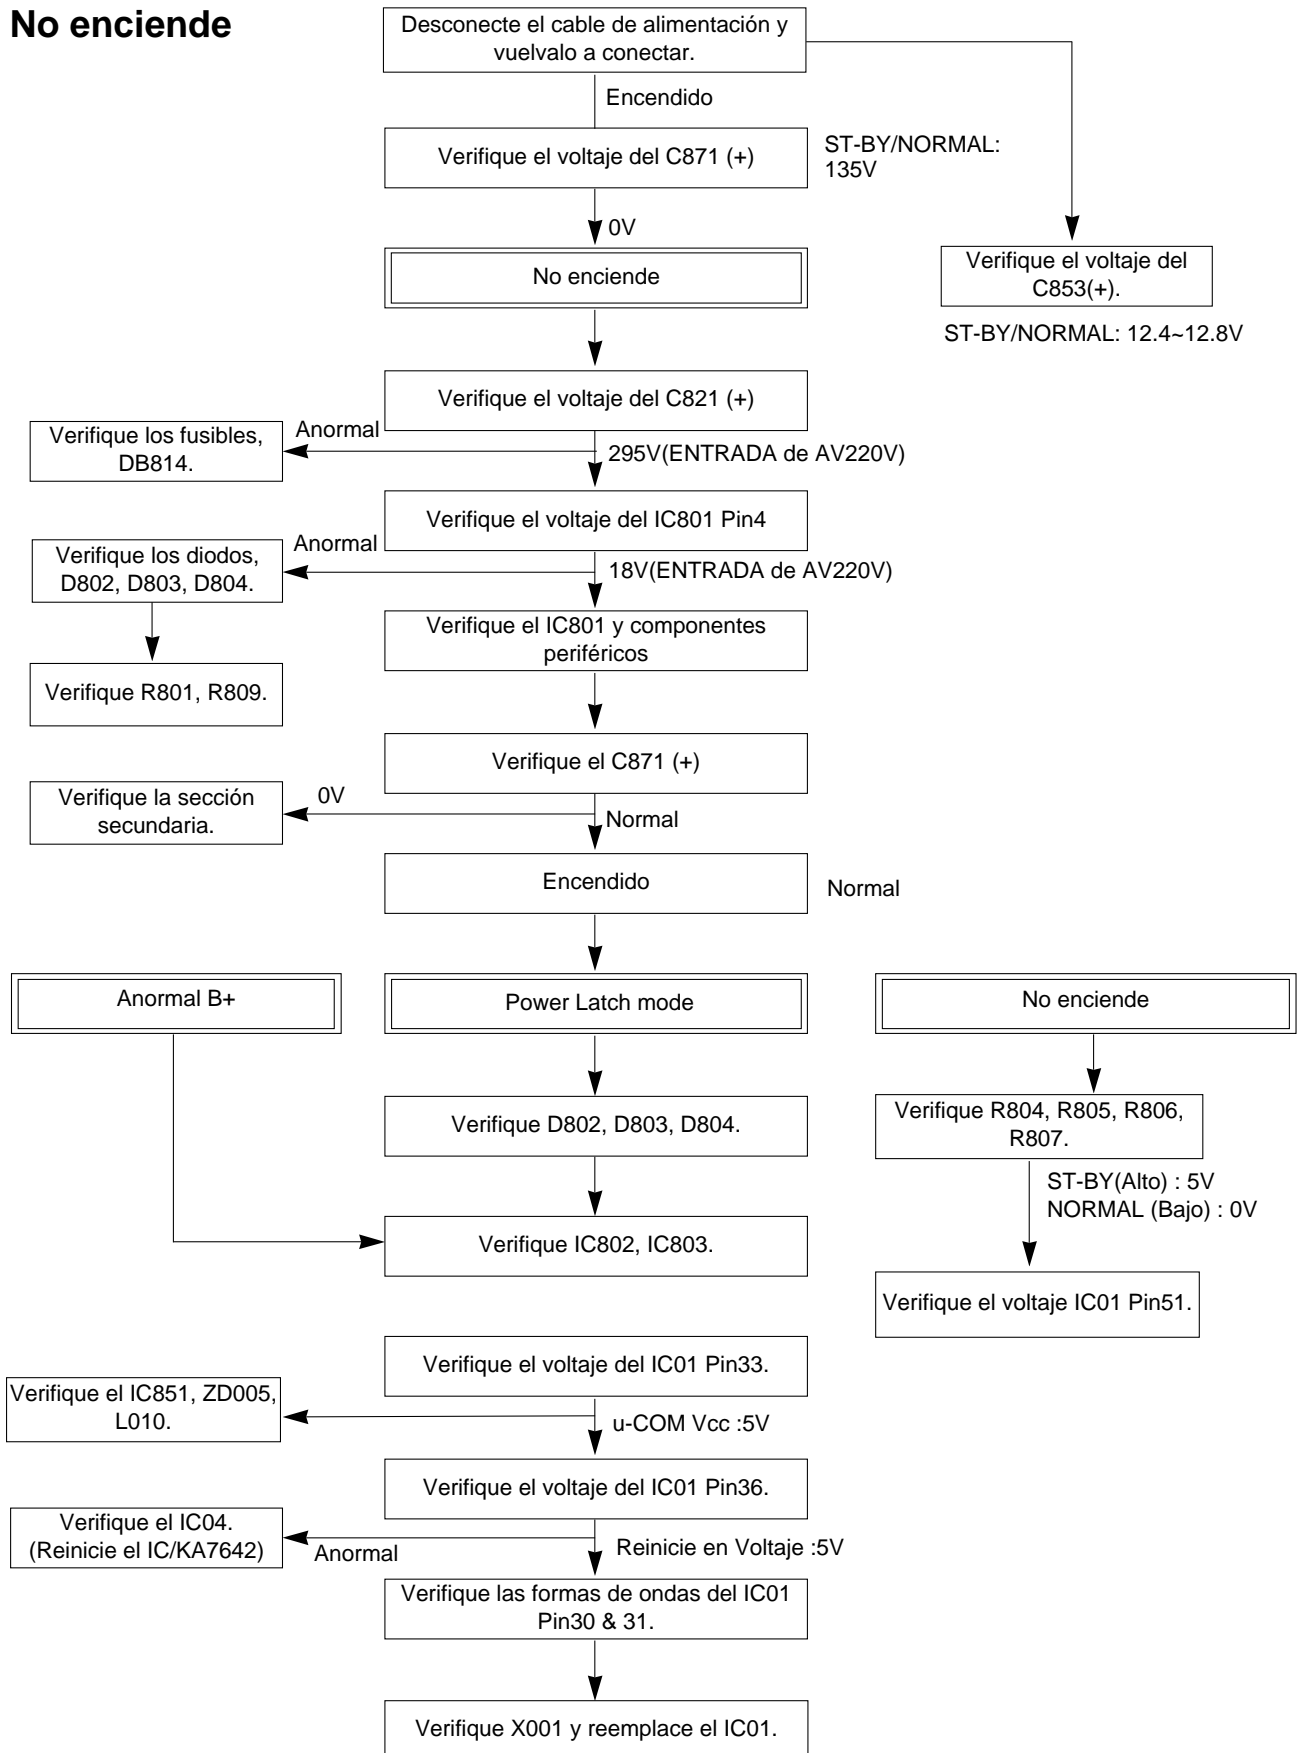 No enciende
Desconecte el cable de alimentación y
vuelvalo a conectar.
Encendido
Verifique el voltaje del C871 (+)
ST-BY/NORMAL:
135V
0V
No enciende
Verifique el voltaje del
C853(+).
ST-BY/NORMAL: 12.4~12.8V
Verifique el voltaje del C821 (+)
Anormal
295V(ENTRADA de AV220V)
Verifique los fusibles,
DB814.
Verifique el voltaje del IC801 Pin4
Anormal
18V(ENTRADA de AV220V)
Verifique los diodos,
D802, D803, D804.
Verifique el IC801 y componentes
periféricos
Verifique R801, R809.
Verifique el C871 (+)
0V
Normal
Verifique la sección
secundaria.
Encendido
Normal
Anormal B+
Power Latch mode
No enciende
Verifique D802, D803, D804.
Verifique R804, R805, R806,
R807.
ST-BY(Alto) : 5V
NORMAL (Bajo) : 0V
Verifique IC802, IC803.
Verifique el voltaje IC01 Pin51.
Verifique el voltaje del IC01 Pin33.
Verifique el IC851, ZD005,
L010.
u-COM Vcc :5V
Verifique el voltaje del IC01 Pin36.
Verifique el IC04.
(Reinicie el IC/KA7642)
Anormal
Reinicie en Voltaje :5V
Verifique las formas de ondas del IC01
Pin30 & 31.
Verifique X001 y reemplace el IC01.